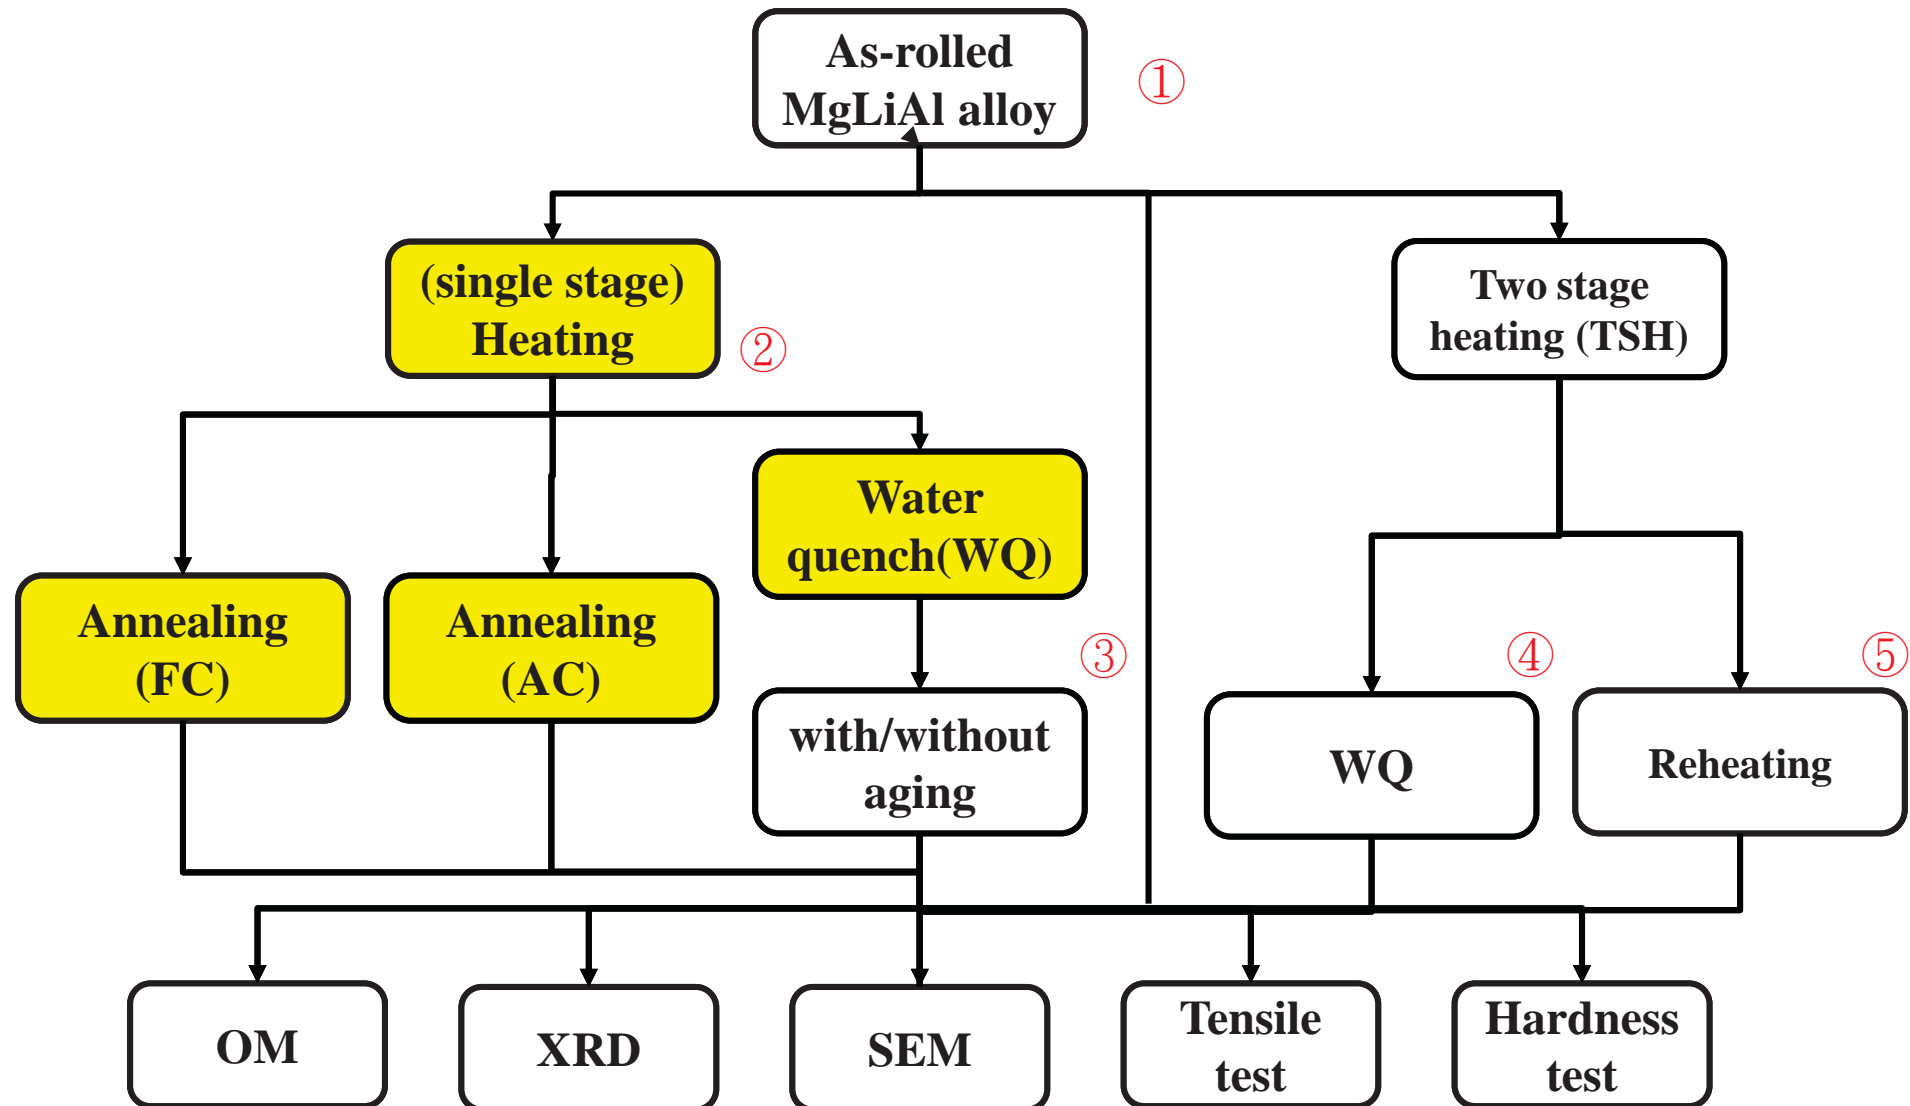 As-rolled
MgLiAl alloy
①
(single stage)
Heating
②
Two stage
heating (TSH)
Water
quench(WQ)
Annealing
(FC)
Annealing
(AC)
③
④
⑤
with/without
aging
WQ
Reheating
OM
XRD
SEM
Tensile
test
Hardness
test